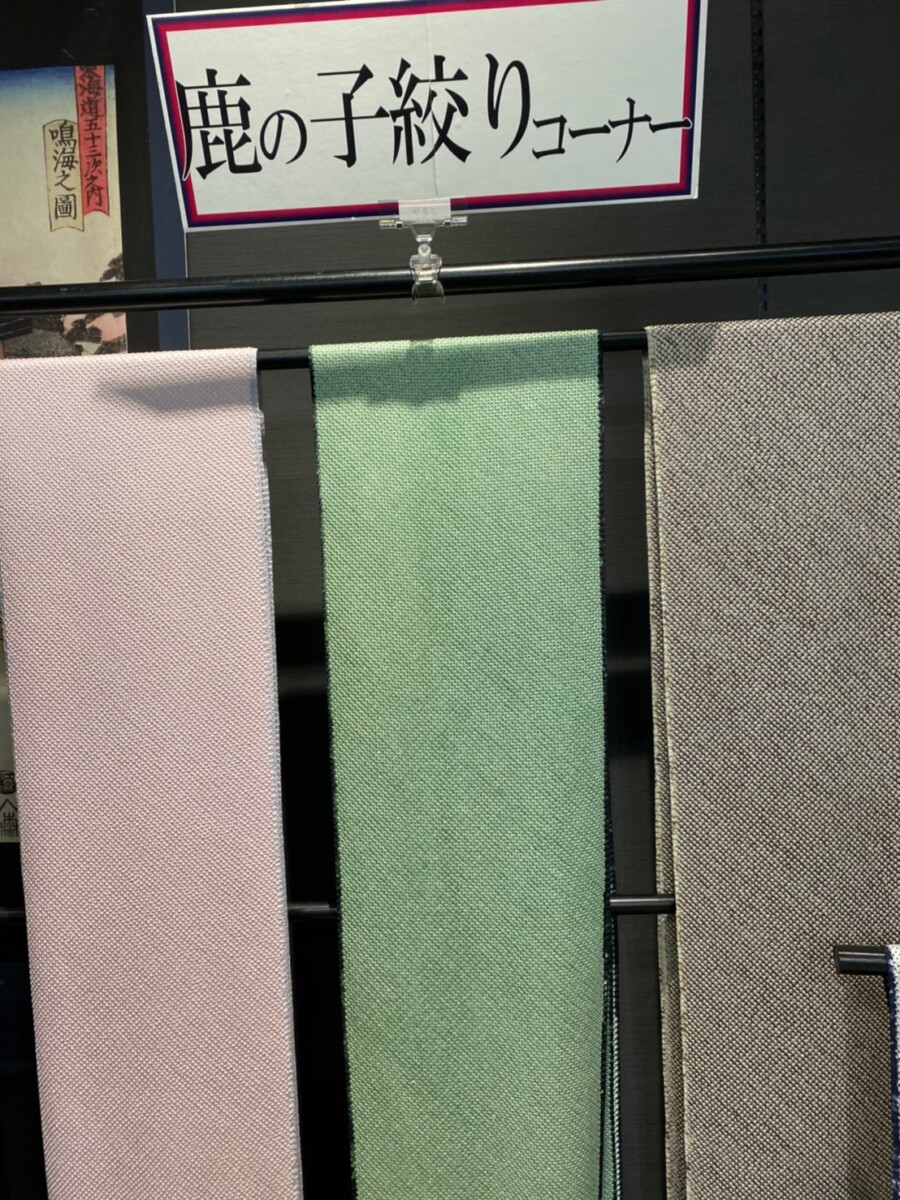 鹿の子絞りコーナー
東海道五十三次之内
鳴海之圖